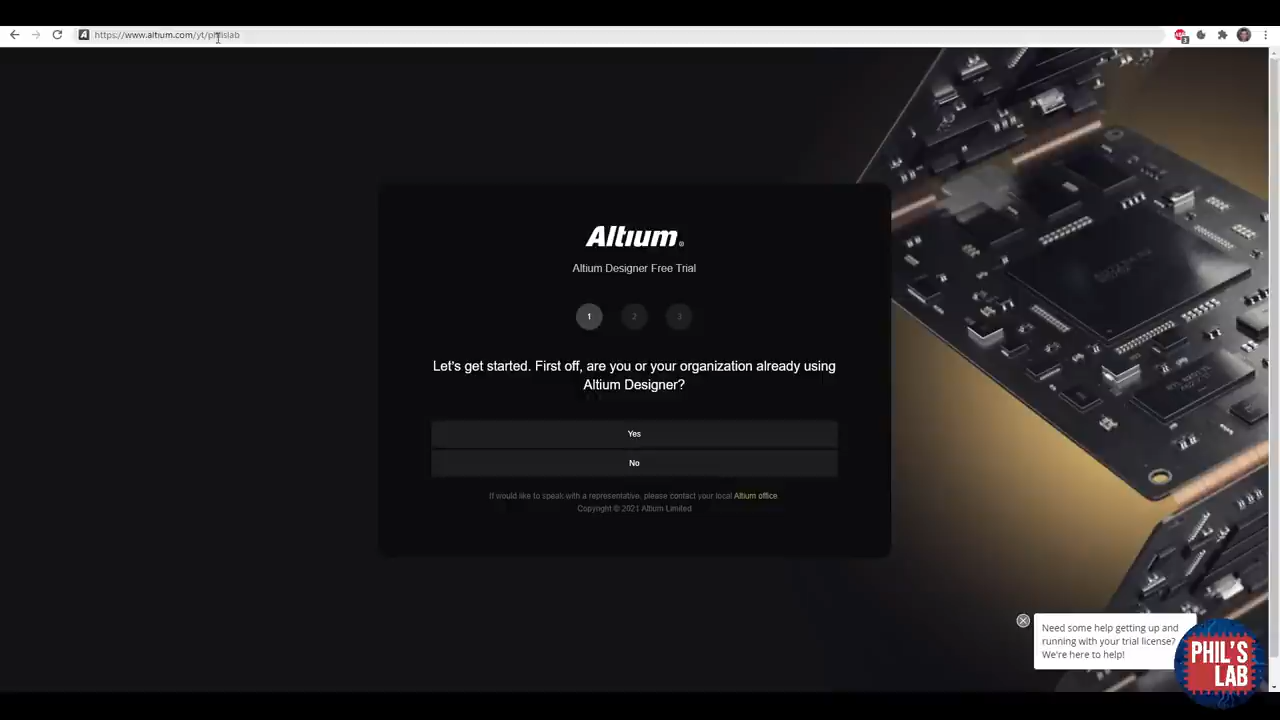 https://www.altium.com/yt/philslab
3
Altium
Altium Designer Free Trial
1
2
3
Let's get started. First off, are you or your organization already using
Altium Designer?
Yes
No
If would like to speak with a representative, please contact your local Altium office
Copyright © 2021 Altium Limited
Need some help getting up and
running with your trial license?
We're here to help!
PHIL'S
LAB